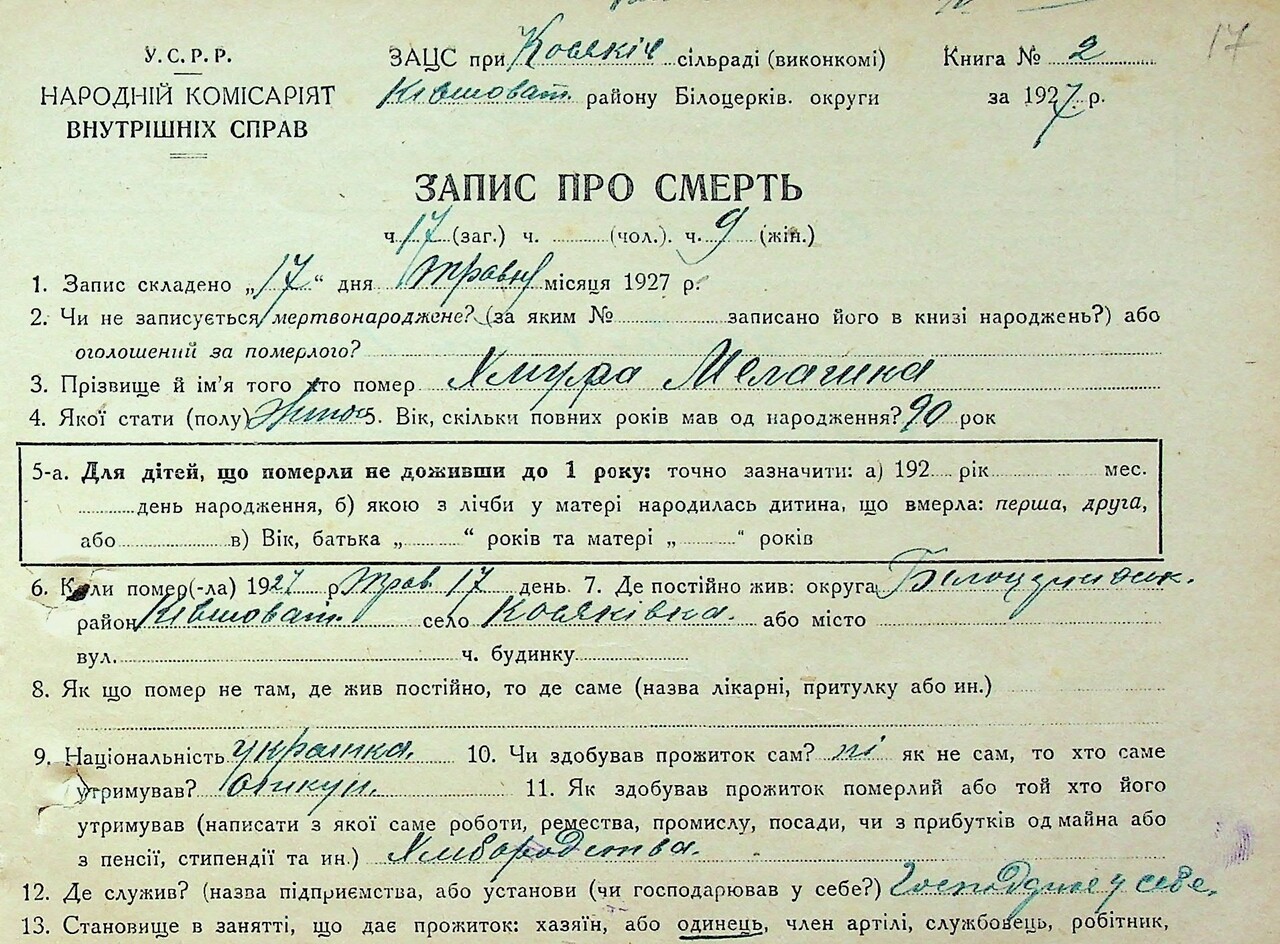 17
У.С.Р.Р.
НАРОДНІЙ КОМІСАРІЯТ
ВНУТРІШНІХ СПРАВ
ЗАЦС при Косякіч сільраді (виконкомі)
Ківшоват. району Білоцерків. округи
Книга № 2
за 1927 р.
ЗАПИС ПРО СМЕРТЬ
ч. 17 (заг.) ч. (чол.). ч. 9 (жін.)
1. Запис складено „17“ дня травня місяця 1927 р.
2. Чи не записується мертвонароджене? (за яким № записано його в книзі народжень?) або
оголошений за померлого?
3. Прізвище й ім'я того хто помер Хмура Мелашка
4. Якої стати (полу) жіноч 5. Вік, скільки повних років мав од народження? 90 рок
5-а. Для дітей, що померли не доживши до 1 року: точно зазначити: а) 192 рік мес.
день народження, б) якою з лічби у матері народилась дитина, що вмерла: перша, друга,
або в) Вік, батька „ “ років та матері „ “ років
6. Коли помер(-ла) 1927 р. трав. 17 день. 7. Де постійно жив: округа
район Ківшоват. село Косяківка. або місто
вул. ч. будинку
8. Як що помер не там, де жив постійно, то де саме (назва лікарні, притулку або ин.)
9. Національність українка. 10. Чи здобував прожиток сам? ні як не сам, то хто саме
утримував? опікун. 11. Як здобував прожиток померлий або той хто його
утримував (написати з якої саме роботи, ремества, промислу, посади, чи з прибутків од майна або
з пенсії, стипендії та ин.) Хліборобства.
12. Де служив? (назва підприємства, або установи (чи господарював у себе?) у себе.
13. Становище в занятті, що дає прожиток: хазяїн, або одинець, член артілі, службовець, робітник,